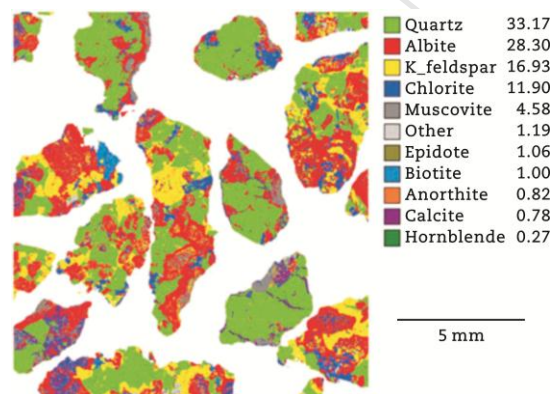 Quartz 33.17
Albite 28.30
K_feldspar 16.93
Chlorite 11.90
Muscovite 4.58
Other 1.19
Epidote 1.06
Biotite 1.00
Anorthite 0.82
Calcite 0.78
Hornblende 0.27
5 mm